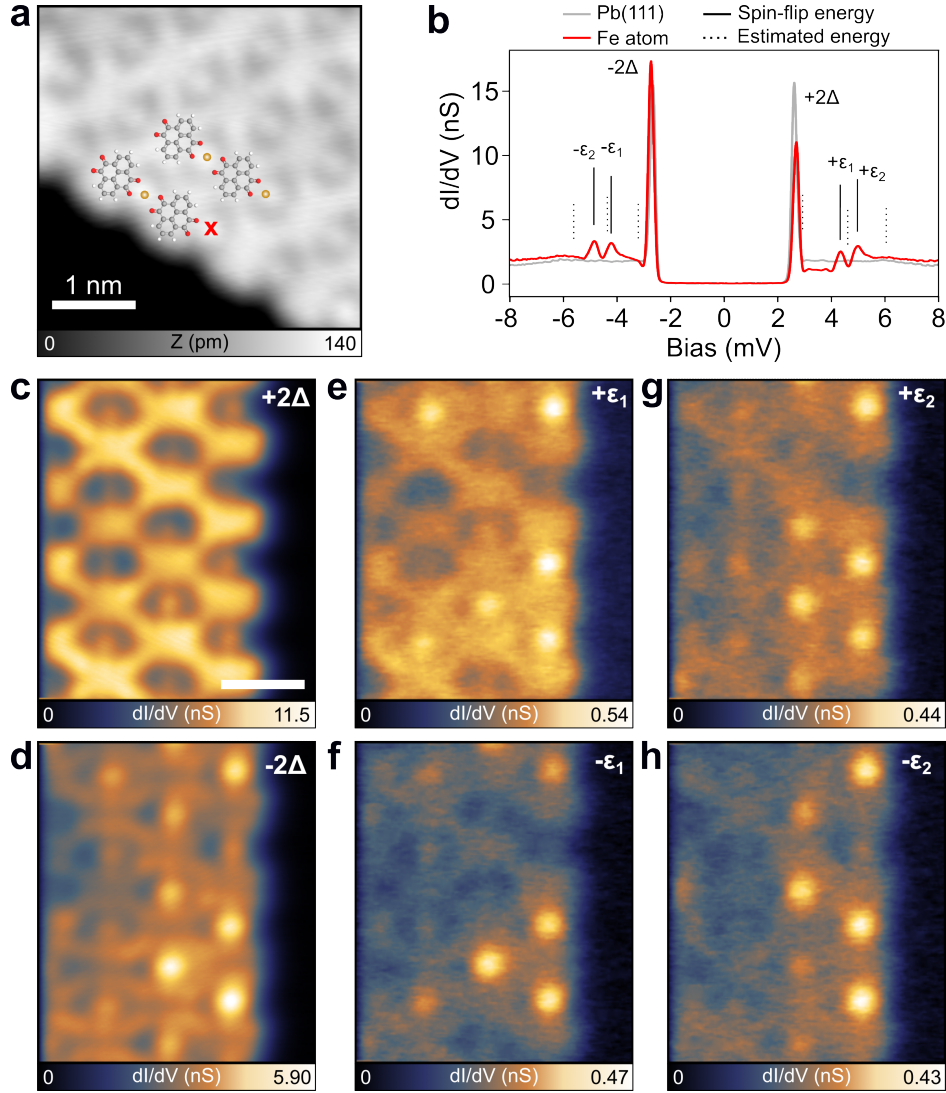 a
X
1 nm
0 Z (pm) 140
b
Pb(111)
Fe atom
Spin-flip energy
Estimated energy
dI/dV (nS)
15
10
5
0
-2Δ
+2Δ
-ε₂ -ε₁
+ε₁ +ε₂
-8 -6 -4 -2 0 2 4 6 8
Bias (mV)
c
+2Δ
0 dI/dV (nS) 11.5
e
+ε₁
0 dI/dV (nS) 0.54
g
+ε₂
0 dI/dV (nS) 0.44
d
-2Δ
0 dI/dV (nS) 5.90
f
-ε₁
0 dI/dV (nS) 0.47
h
-ε₂
0 dI/dV (nS) 0.43